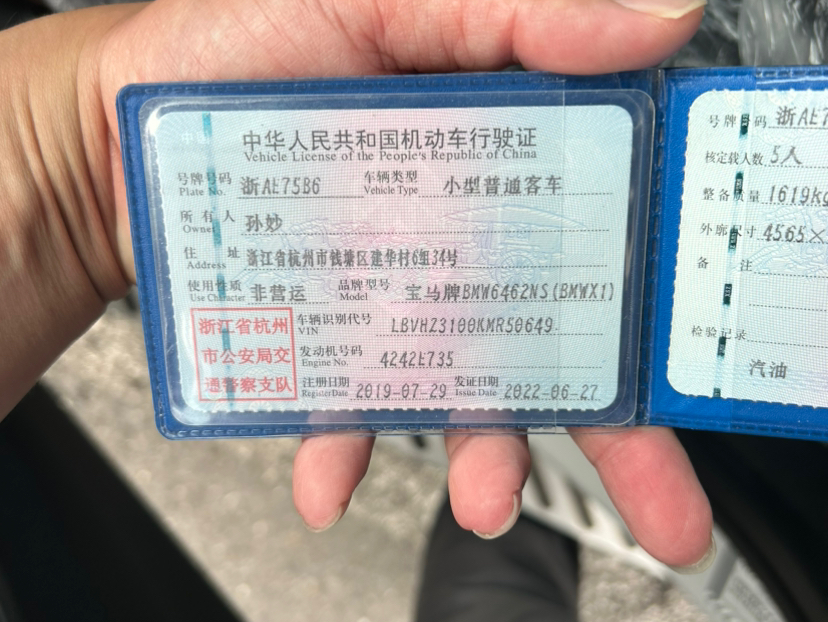 中华人民共和国机动车行驶证
Vehicle License of the People's Republic of China
号牌号码 浙AE75B6 车辆类型 小型普通客车
Plate No. Vehicle Type
所有人 孙妙
Owner
住址 浙江省杭州市钱塘区建华村6组34号
Address
使用性质 非营运 品牌型号 宝马牌BMW6462NS(BMWX1)
Use Character Model
浙江省杭州
市公安局交
通警察支队
车辆识别代号 LBVHZ3100KMR50649
VIN
发动机号码 4242E735
Engine No.
注册日期 2019-07-29 发证日期 2022-06-27
Register Date Issue Date
号牌号码 浙AE7
核定载人数 5人
整备质量 1619kg
外廓尺寸 4565×
备注
检验记录
汽油